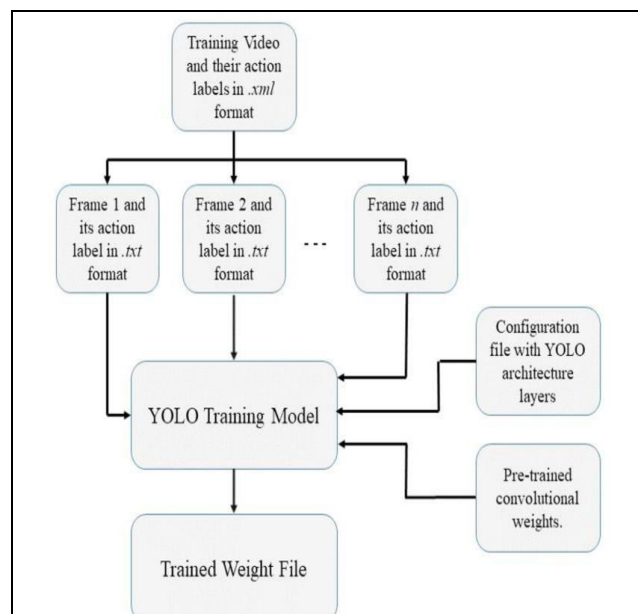 Training Video
and their action
labels in .xml
format
Frame 1 and
its action
label in .txt
format
Frame 2 and
its action
label in .txt
format
- - -
Frame n and
its action
label in .txt
format
Configuration
file with YOLO
architecture
layers
YOLO Training Model
Pre-trained
convolutional
weights.
Trained Weight File